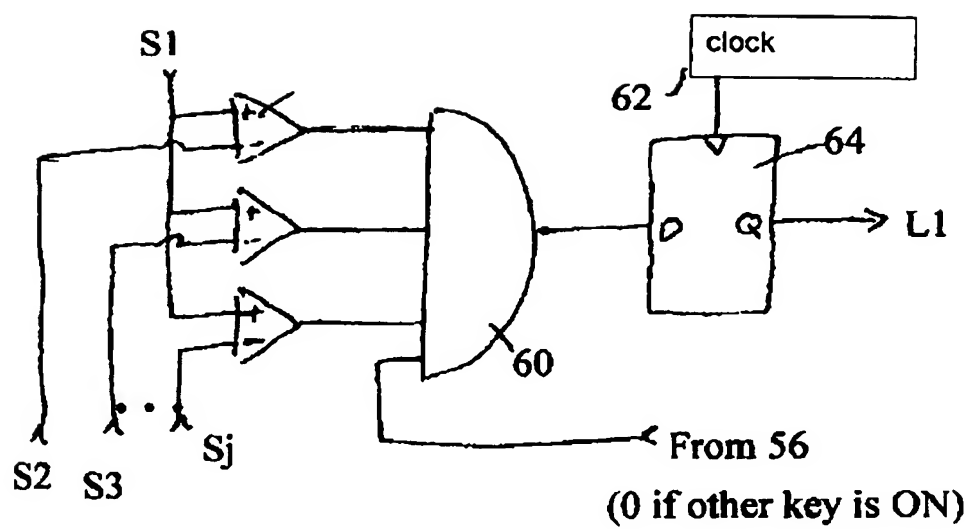 S1
clock
62
+
-
64
+
-
D Q
L1
+
-
60
S2
S3
. . .
Sj
From 56
(0 if other key is ON)